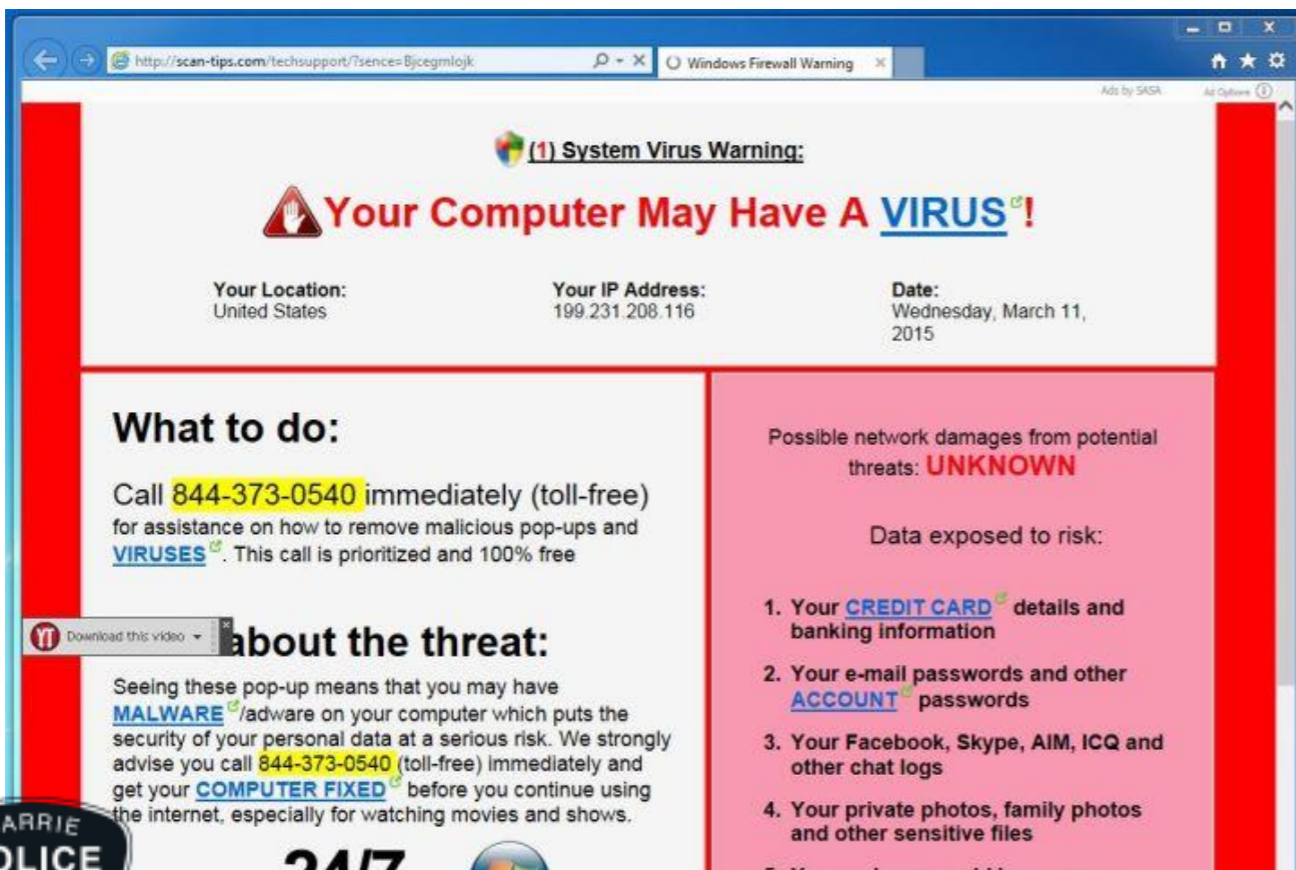 http://scan-tips.com/techsupport/?sence=Bjcegmlojk
Windows Firewall Warning
Ads by SASA
Ad Options
(1) System Virus Warning:
Your Computer May Have A VIRUS!
Your Location:
United States
Your IP Address:
199.231.208.116
Date:
Wednesday, March 11,
2015
What to do:
Call 844-373-0540 immediately (toll-free)
for assistance on how to remove malicious pop-ups and
VIRUSES. This call is prioritized and 100% free
Download this video
about the threat:
Seeing these pop-up means that you may have
MALWARE/adware on your computer which puts the
security of your personal data at a serious risk. We strongly
advise you call 844-373-0540 (toll-free) immediately and
get your COMPUTER FIXED before you continue using
the internet, especially for watching movies and shows.
24/7
Possible network damages from potential
threats: UNKNOWN
Data exposed to risk:
1. Your CREDIT CARD details and
banking information
2. Your e-mail passwords and other
ACCOUNT passwords
3. Your Facebook, Skype, AIM, ICQ and
other chat logs
4. Your private photos, family photos
and other sensitive files
ARRIE
OLICE